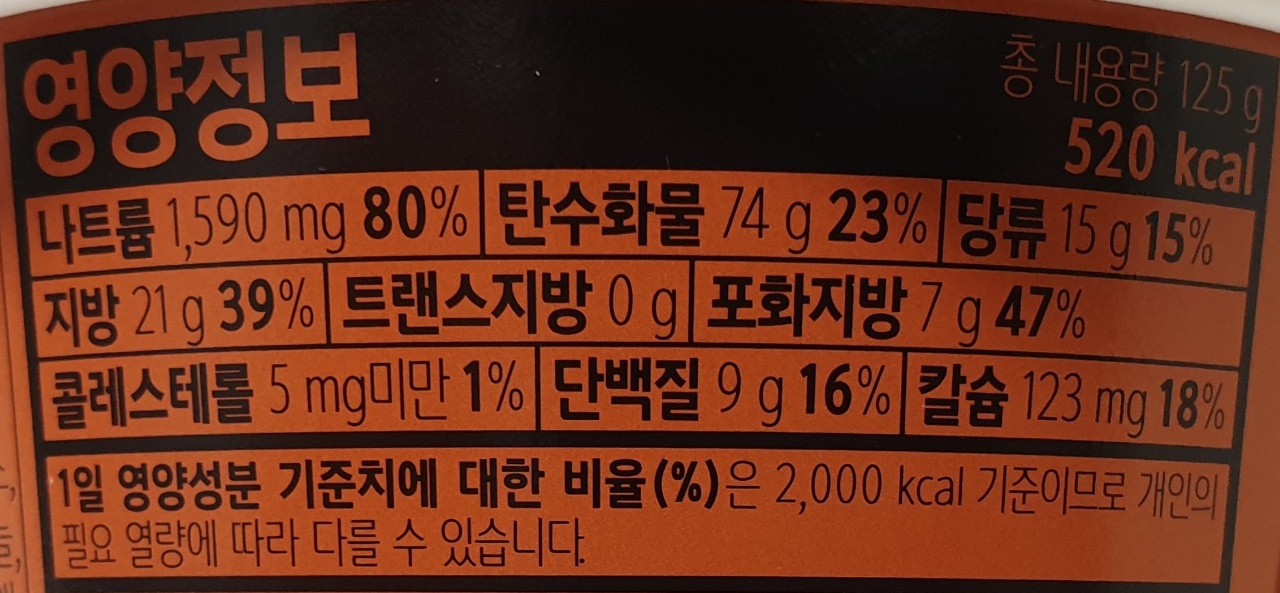 영양정보
총 내용량 125 g
520 kcal
나트륨 1,590 mg 80% 탄수화물 74 g 23% 당류 15 g 15%
지방 21 g 39% 트랜스지방 0 g 포화지방 7 g 47%
콜레스테롤 5 mg미만 1% 단백질 9 g 16% 칼슘 123 mg 18%
1일 영양성분 기준치에 대한 비율(%)은 2,000 kcal 기준이므로 개인의
필요 열량에 따라 다를 수 있습니다.